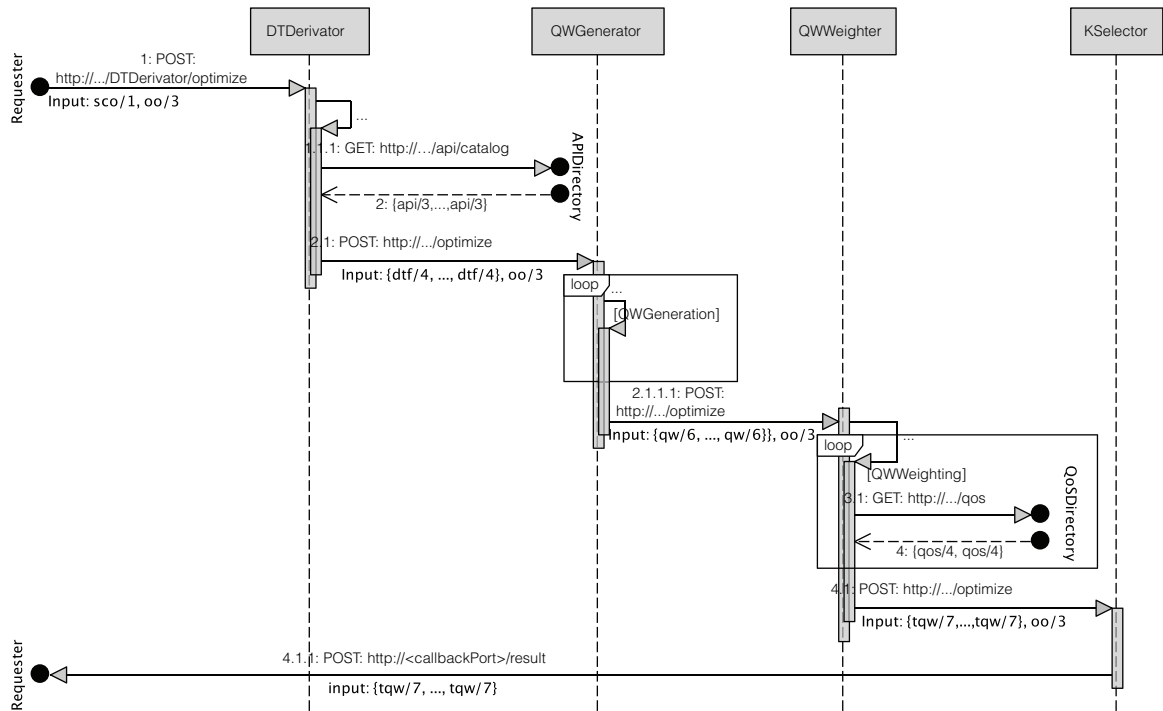 DTDerivator
QWGenerator
QWWeighter
KSelector
Requester
1: POST:
http://.../DTDerivator/optimize
Input: sco/1, oo/3
...
1.1.1: GET: http://.../api/catalog
APIDirectory
2: {api/3,...,api/3}
2.1: POST: http://.../optimize
Input: {dtf/4, ..., dtf/4}, oo/3
loop
...
[QWGeneration]
2.1.1.1: POST:
http://.../optimize
Input: {qw/6, ..., qw/6}}, oo/3
loop
...
[QWWeighting]
QoSDirectory
3.1: GET: http://.../qos
4: {qos/4, qos/4}
4.1: POST: http://.../optimize
Input: {tqw/7,...,tqw/7}, oo/3
Requester
4.1.1: POST: http://<callbackPort>/result
input: {tqw/7, ..., tqw/7}